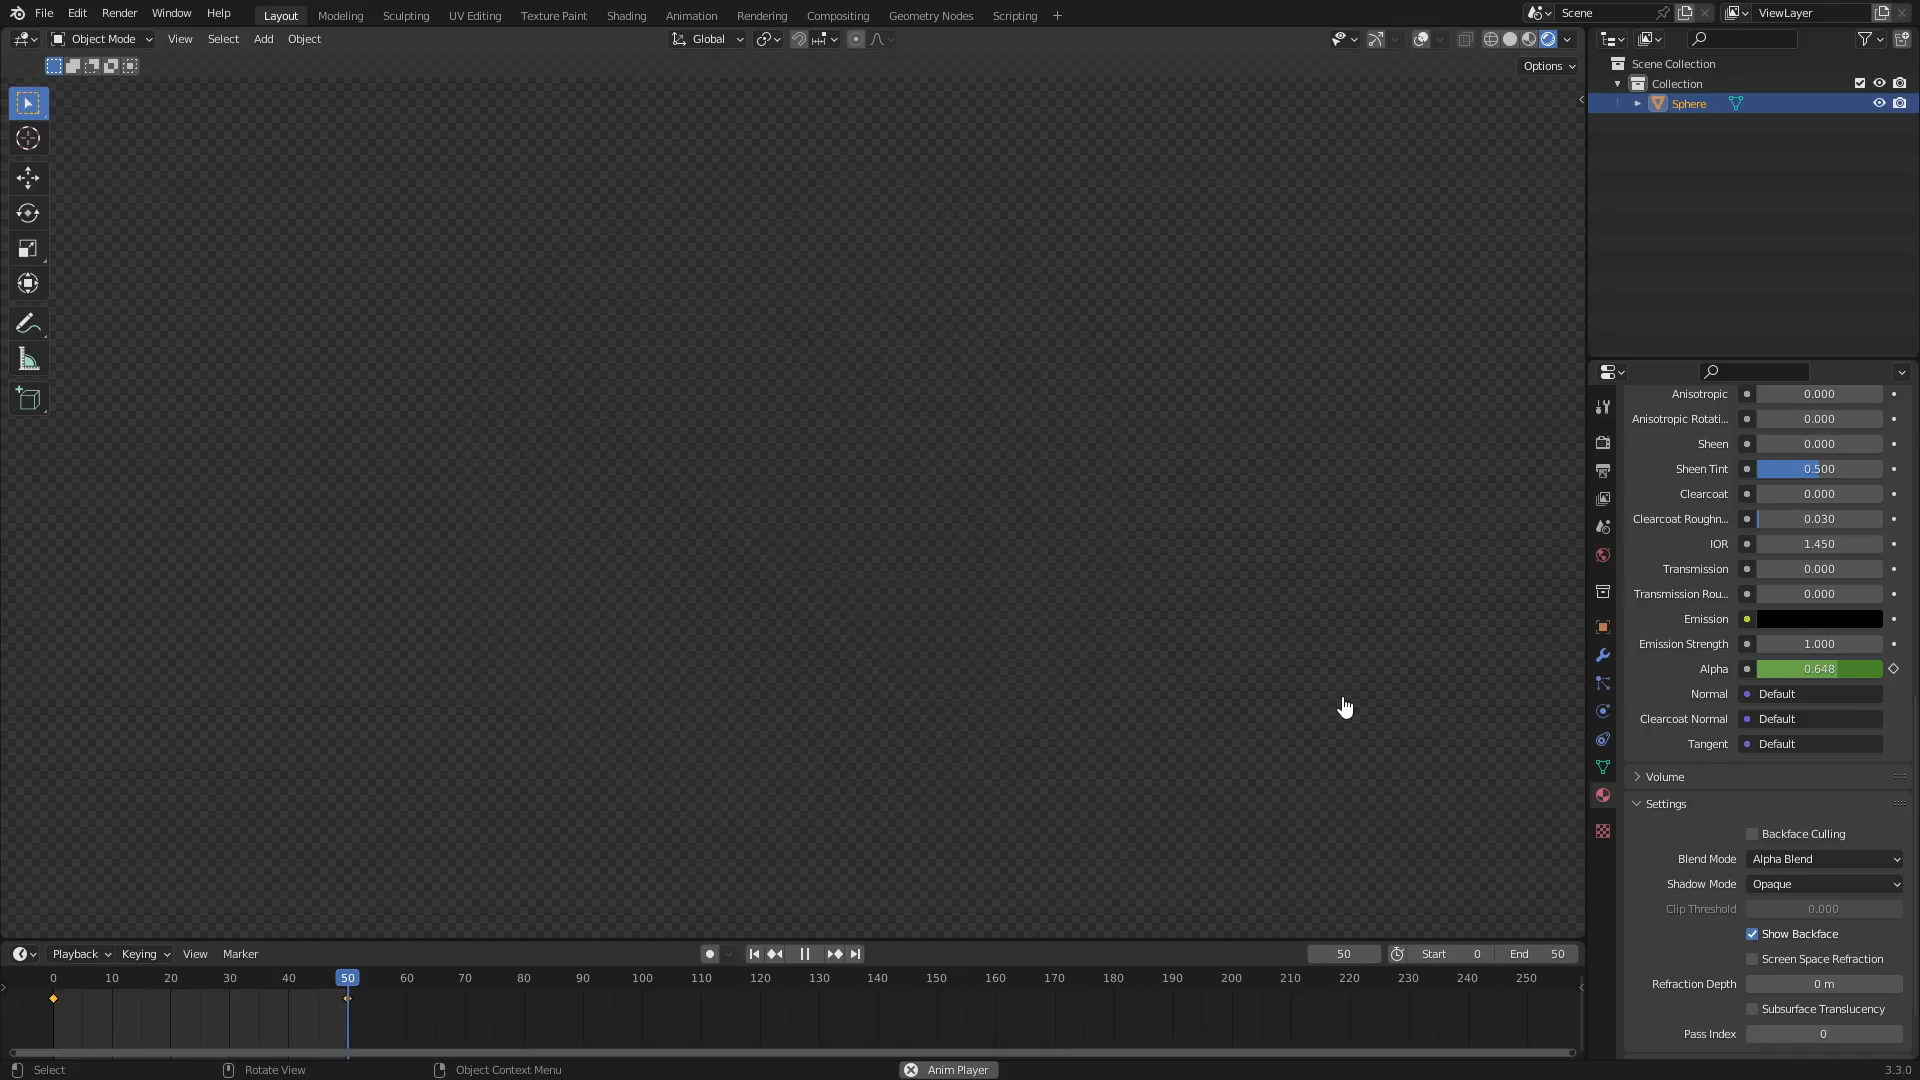 File Edit Render Window Help Layout Modeling Sculpting UV Editing Texture Paint Shading Animation Rendering Compositing Geometry Nodes Scripting + Scene ViewLayer
Object Mode View Select Add Object Global
Options
Scene Collection
Collection
Sphere
Anisotropic 0.000
Anisotropic Rotati... 0.000
Sheen 0.000
Sheen Tint 0.500
Clearcoat 0.000
Clearcoat Roughn... 0.030
IOR 1.450
Transmission 0.000
Transmission Rou... 0.000
Emission
Emission Strength 1.000
Alpha 0.648
Normal Default
Clearcoat Normal Default
Tangent Default
Volume
Settings
Backface Culling
Blend Mode Alpha Blend
Shadow Mode Opaque
Clip Threshold 0.000
Show Backface
Screen Space Refraction
Refraction Depth 0 m
Subsurface Translucency
Pass Index 0
Playback Keying View Marker 50 Start 0 End 50
0 10 20 30 40 50 60 70 80 90 100 110 120 130 140 150 160 170 180 190 200 210 220 230 240 250
Select Rotate View Object Context Menu Anim Player 3.3.0